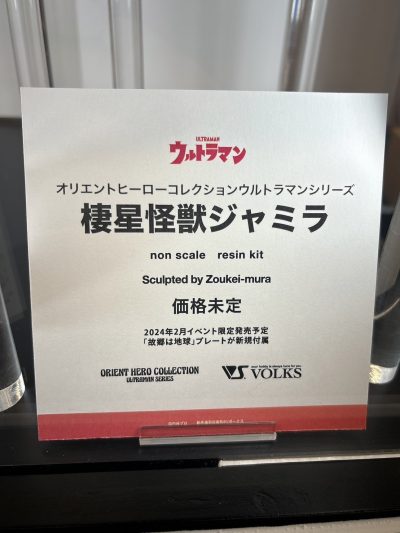 ULTRAMAN
ウルトラマン
オリエントヒーローコレクションウルトラマンシリーズ
棲星怪獣ジャミラ
non scale resin kit
Sculpted by Zoukei-mura
価格未定
2024年2月イベント限定発売予定
「故郷は地球」プレートが新規付属
ORIENT HERO COLLECTION
ULTRAMAN SERIES
VS. VOLKS